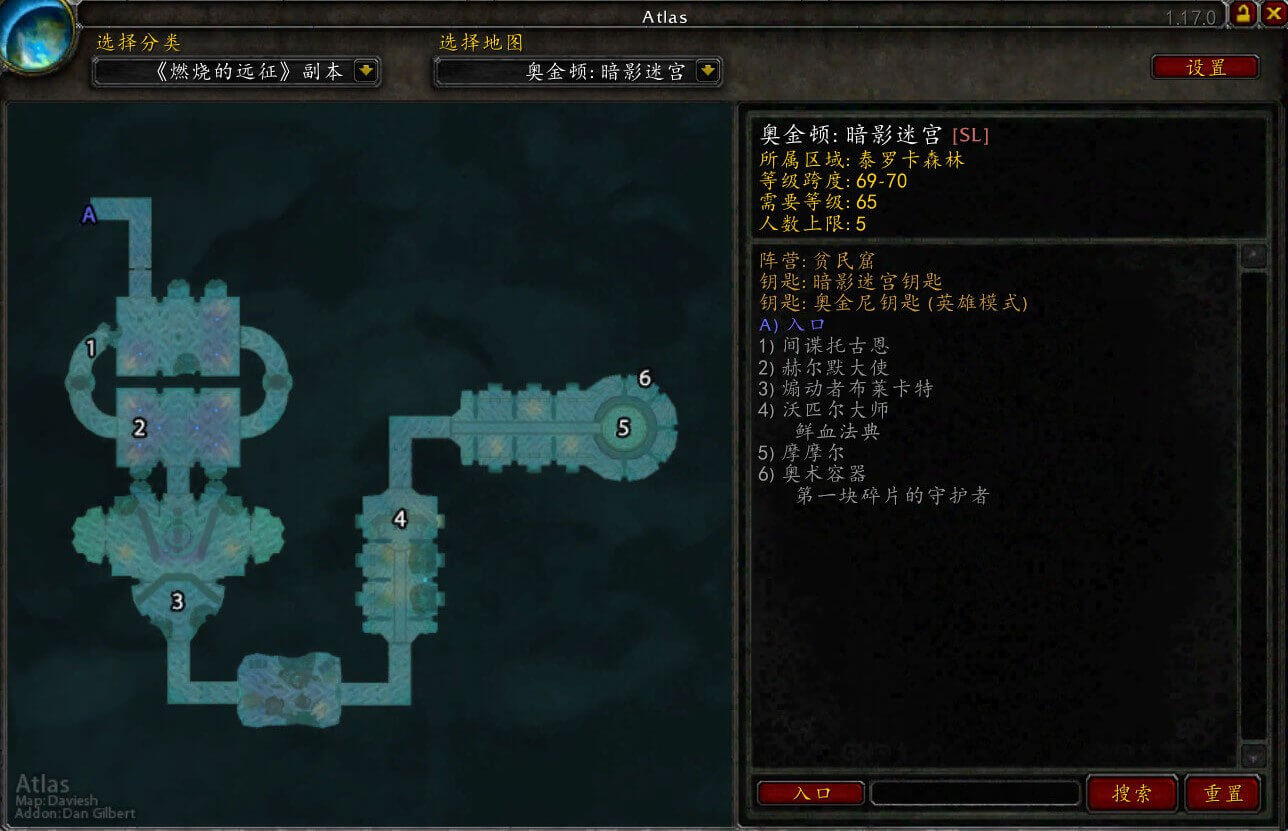 Atlas
1.17.0
选择分类
选择地图
《燃烧的远征》副本
奥金顿:暗影迷宫
设置
奥金顿:暗影迷宫 [SL]
所属区域:泰罗卡森林
等级跨度:69-70
需要等级:65
人数上限:5
阵营:贫民窟
钥匙:暗影迷宫钥匙
钥匙:奥金尼钥匙 (英雄模式)
A) 入口
1) 间谍托古恩
2) 赫尔默大使
3) 煽动者布莱卡特
4) 沃匹尔大师
鲜血法典
5) 摩摩尔
6) 奥术容器
第一块碎片的守护者
A
1
2
3
4
5
6
Atlas
Map:Daviesh
Addon:Dan Gilbert
入口
搜索
重置